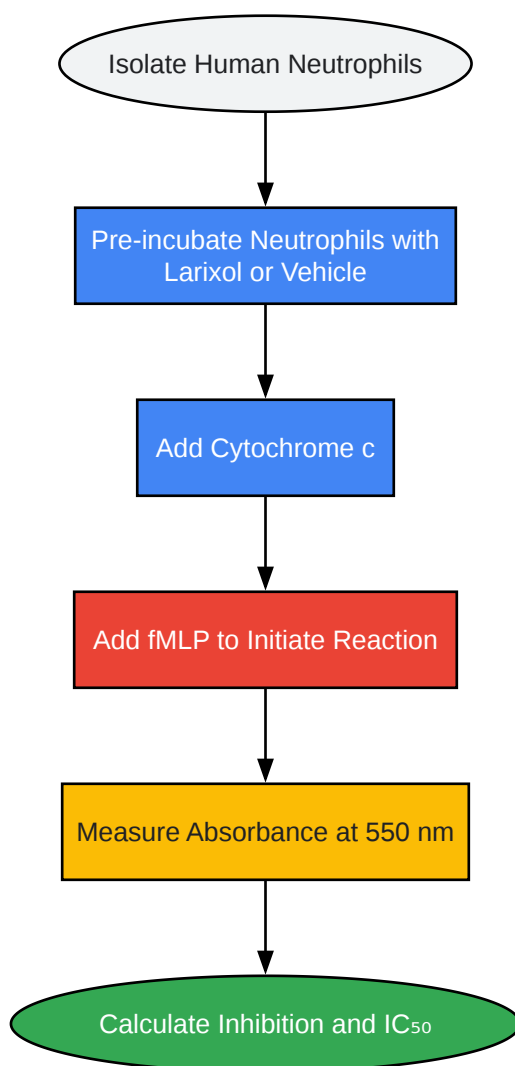 Isolate Human Neutrophils
Pre-incubate Neutrophils with
Larixol or Vehicle
Add Cytochrome c
Add fMLP to Initiate Reaction
Measure Absorbance at 550 nm
Calculate Inhibition and IC₅₀